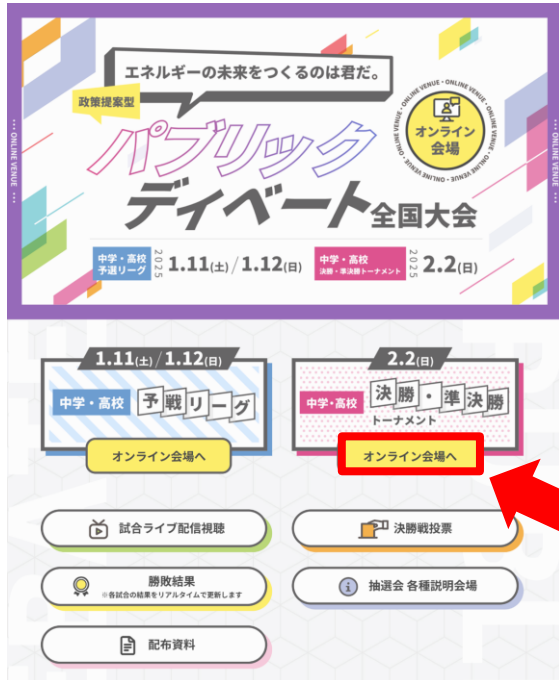 エネルギーの未来をつくるのは君だ。
政策提案型
パブリック
ディベート全国大会
ONLINE VENUE・ONLINE VENUE・ONLINE VENUE・ONLINE VENUE・
オンライン
会場
••• ONLINE VENUE •••
••• ONLINE VENUE •••
中学・高校
予選リーグ
2025
1.11(土)/1.12(日)
中学・高校
決勝・準決勝トーナメント
2025
2.2(日)
1.11(土)/1.12(日)
中学・高校 予戦リーグ
オンライン会場へ
2.2(日)
中学・高校 決勝・準決勝
トーナメント
オンライン会場へ
試合ライブ配信視聴
決勝戦投票
勝敗結果
※各試合の結果をリアルタイムで更新します
抽選会 各種説明会場
配布資料